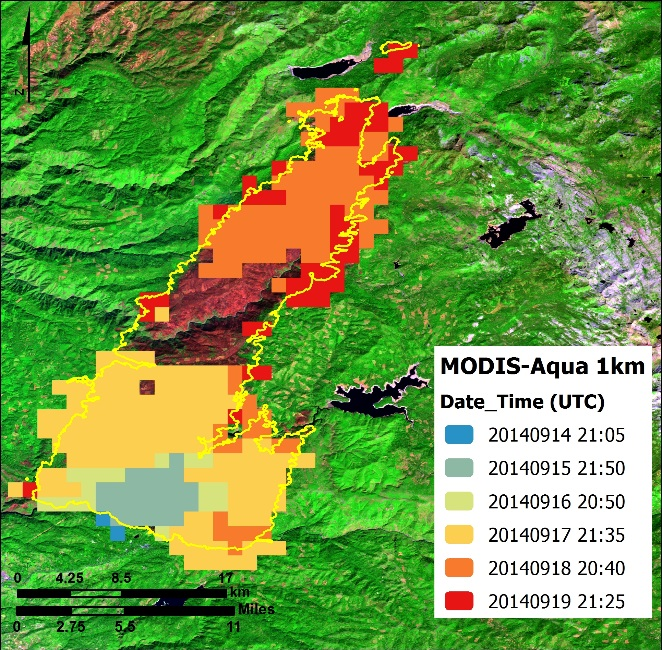 N
MODIS-Aqua 1km
Date_Time (UTC)
20140914 21:05
20140915 21:50
20140916 20:50
20140917 21:35
20140918 20:40
20140919 21:25
0 4.25 8.5 17
km
Miles
0 2.75 5.5 11